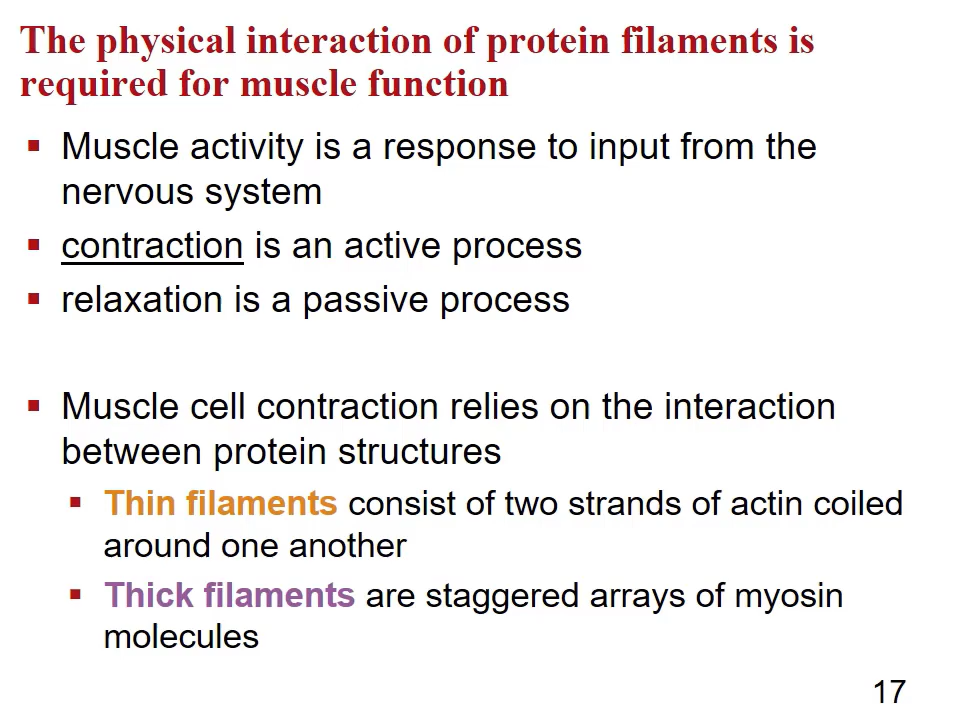 The physical interaction of protein filaments is
required for muscle function
▪ Muscle activity is a response to input from the
nervous system
▪ contraction is an active process
▪ relaxation is a passive process
▪ Muscle cell contraction relies on the interaction
between protein structures
▪ Thin filaments consist of two strands of actin coiled
around one another
▪ Thick filaments are staggered arrays of myosin
molecules
17